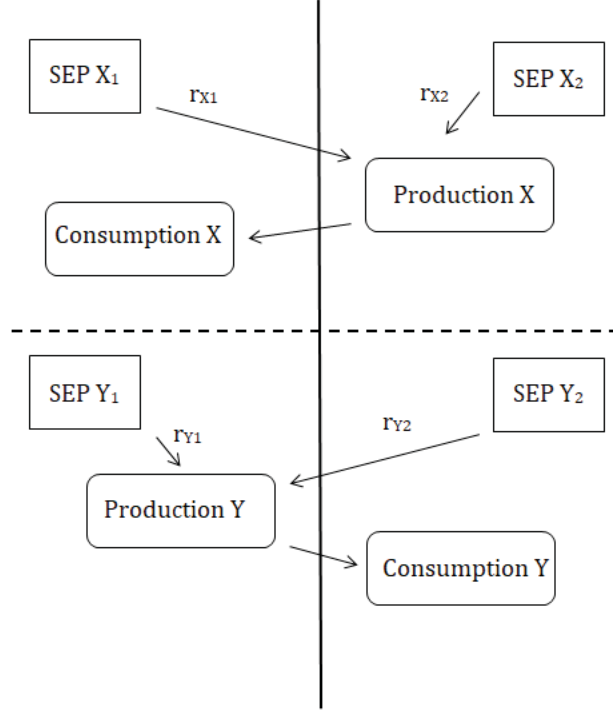 SEP X₁
SEP X₂
rX1
rX2
Production X
Consumption X
SEP Y₁
SEP Y₂
rY1
rY2
Production Y
Consumption Y